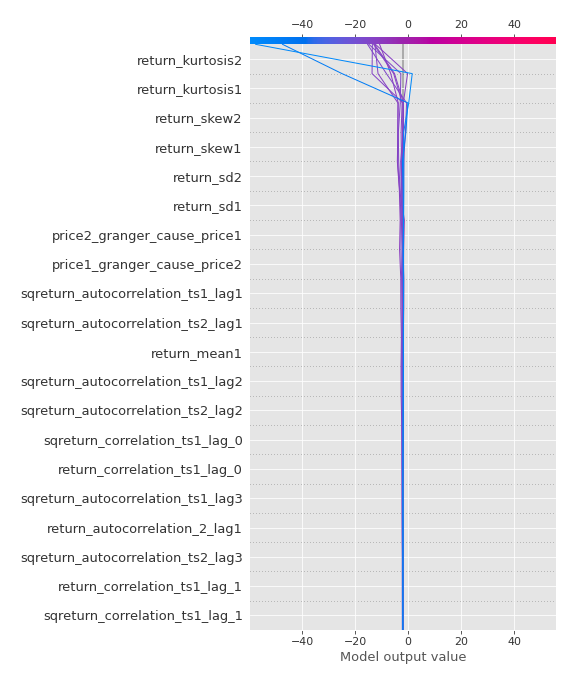 −40 −20 0 20 40
return_kurtosis2
return_kurtosis1
return_skew2
return_skew1
return_sd2
return_sd1
price2_granger_cause_price1
price1_granger_cause_price2
sqreturn_autocorrelation_ts1_lag1
sqreturn_autocorrelation_ts2_lag1
return_mean1
sqreturn_autocorrelation_ts1_lag2
sqreturn_autocorrelation_ts2_lag2
sqreturn_correlation_ts1_lag_0
return_correlation_ts1_lag_0
sqreturn_autocorrelation_ts1_lag3
return_autocorrelation_2_lag1
sqreturn_autocorrelation_ts2_lag3
return_correlation_ts1_lag_1
sqreturn_correlation_ts1_lag_1
−40 −20 0 20 40
Model output value